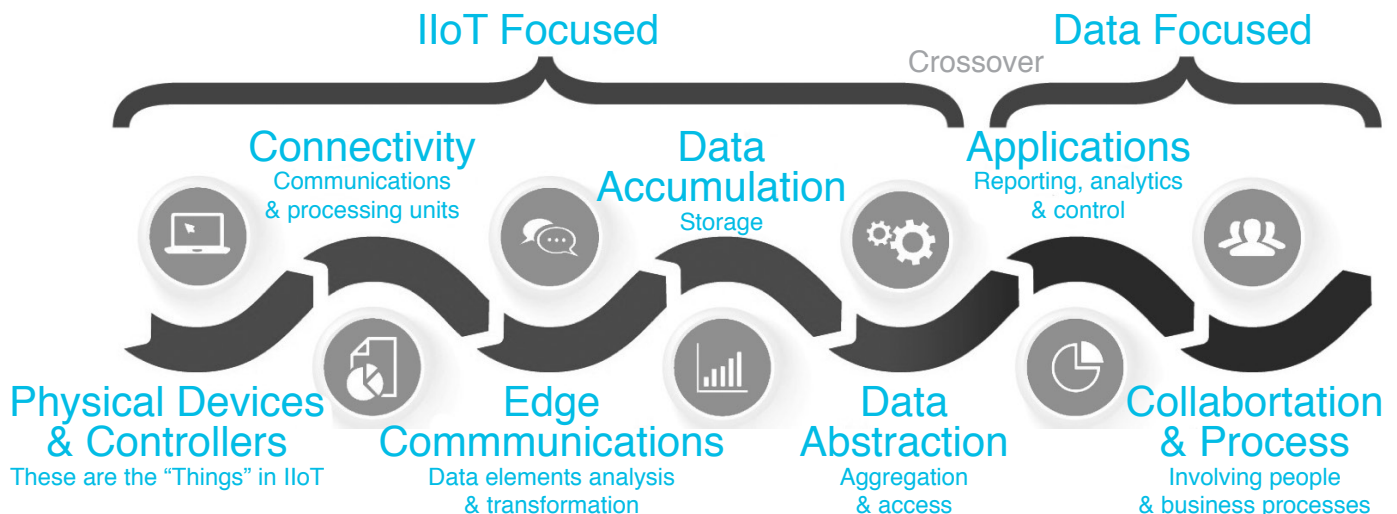 IIoT Focused
Data Focused
Crossover
Connectivity
Communications
& processing units
Data
Accumulation
Storage
Applications
Reporting, analytics
& control
Physical Devices
& Controllers
These are the “Things” in IIoT
Edge
Commmunications
Data elements analysis
& transformation
Data
Abstraction
Aggregation
& access
Collabortation
& Process
Involving people
& business processes